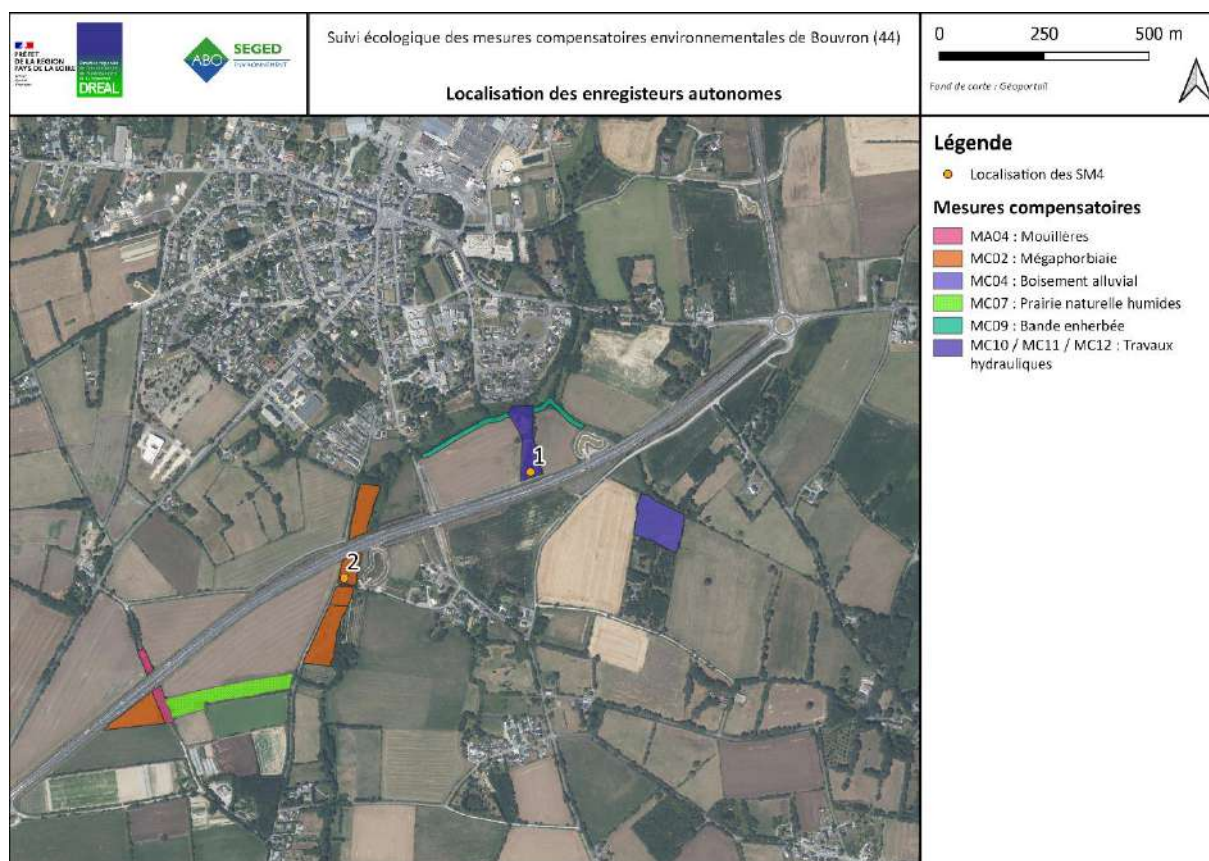 PRÉFET
DE LA RÉGION
PAYS DE LA LOIRE
DREAL
ABO
SEGED
ENVIRONNEMENT
Suivi écologique des mesures compensatoires environnementales de Bouvron (44)
Localisation des enregisteurs autonomes
0 250 500 m
Fond de carte : Géoportail
Légende
Localisation des SM4
Mesures compensatoires
MA04 : Mouillères
MC02 : Mégaphorbiaie
MC04 : Boisement alluvial
MC07 : Prairie naturelle humides
MC09 : Bande enherbée
MC10 / MC11 / MC12 : Travaux
hydrauliques
1
2